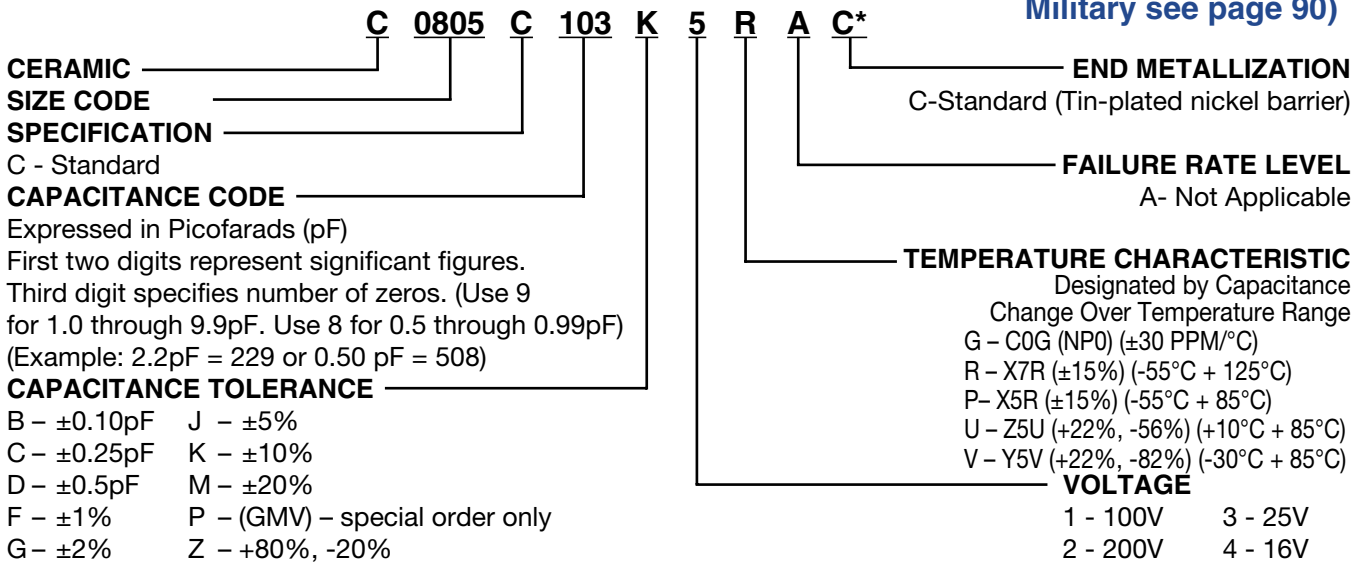 Military see page 90)
C 0805 C 103 K 5 R A C*
CERAMIC
SIZE CODE
SPECIFICATION
C - Standard
CAPACITANCE CODE
Expressed in Picofarads (pF)
First two digits represent significant figures.
Third digit specifies number of zeros. (Use 9
for 1.0 through 9.9pF. Use 8 for 0.5 through 0.99pF)
(Example: 2.2pF = 229 or 0.50 pF = 508)
CAPACITANCE TOLERANCE
B – ±0.10pF J – ±5%
C – ±0.25pF K – ±10%
D – ±0.5pF M – ±20%
F – ±1% P – (GMV) – special order only
G – ±2% Z – +80%, -20%
END METALLIZATION
C-Standard (Tin-plated nickel barrier)
FAILURE RATE LEVEL
A- Not Applicable
TEMPERATURE CHARACTERISTIC
Designated by Capacitance
Change Over Temperature Range
G – C0G (NP0) (±30 PPM/°C)
R – X7R (±15%) (-55°C + 125°C)
P– X5R (±15%) (-55°C + 85°C)
U – Z5U (+22%, -56%) (+10°C + 85°C)
V – Y5V (+22%, -82%) (-30°C + 85°C)
VOLTAGE
1 - 100V 3 - 25V
2 - 200V 4 - 16V